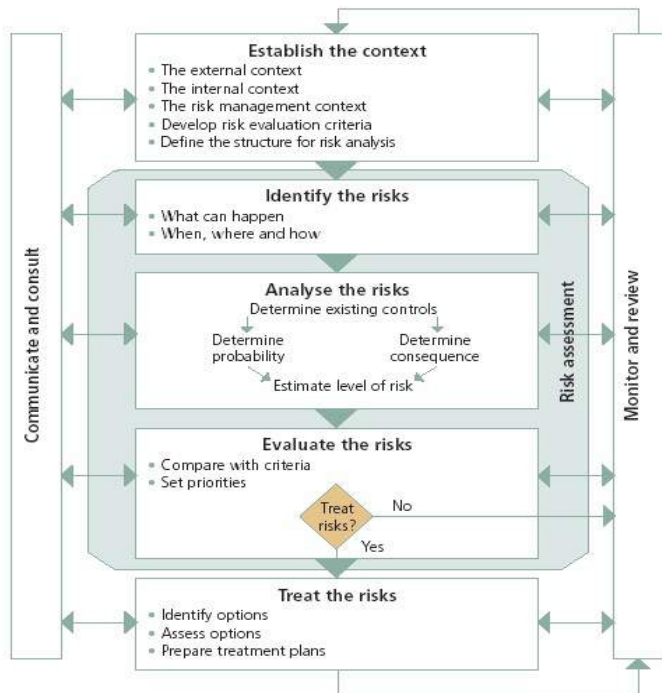 Establish the context
• The external context
• The internal context
• The risk management context
• Develop risk evaluation criteria
• Define the structure for risk analysis
Identify the risks
• What can happen
• When, where and how
Analyse the risks
Determine existing controls
Determine
probability
Determine
consequence
Estimate level of risk
Evaluate the risks
• Compare with criteria
• Set priorities
Treat
risks?
No
Yes
Treat the risks
• Identify options
• Assess options
• Prepare treatment plans
Communicate and consult
Risk assessment
Monitor and review